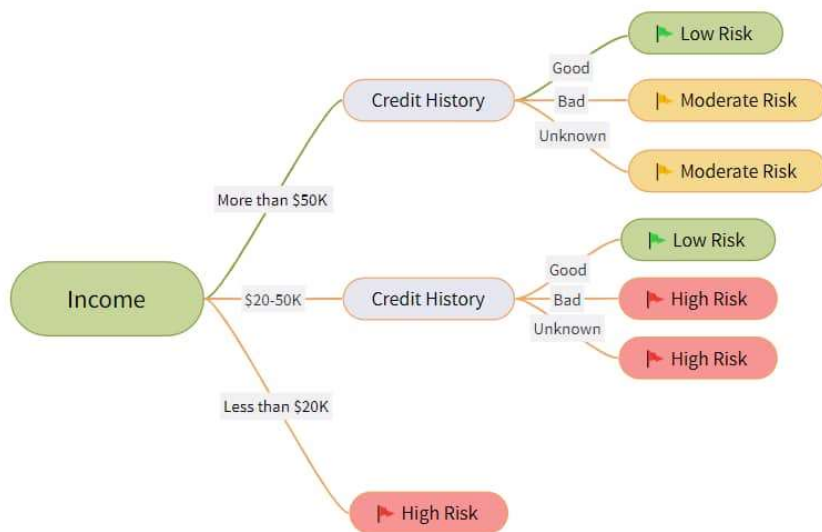 Low Risk
Good
Credit History
Bad
Moderate Risk
Unknown
Moderate Risk
More than $50K
Low Risk
Good
Income
$20-50K
Credit History
Bad
High Risk
Unknown
High Risk
Less than $20K
High Risk